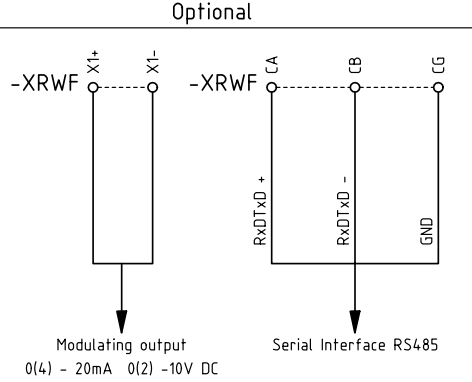 Optional
-XRWF X1+ X1- -XRWF CA CB CG
RxDTxD + RxDTxD - GND
Modulating output
0(4) - 20mA 0(2) -10V DC
Serial Interface RS485